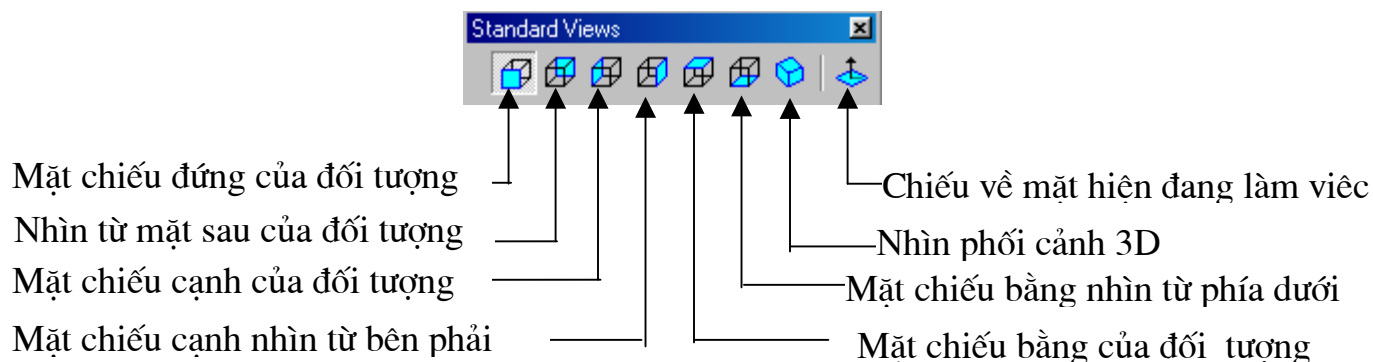 Standard Views
Mặt chiếu đứng của đối tượng
Nhìn từ mặt sau của đối tượng
Mặt chiếu cạnh của đối tượng
Mặt chiếu cạnh nhìn từ bên phải
Chiếu về mặt hiện đang làm viêc
Nhìn phối cảnh 3D
Mặt chiếu bằng nhìn từ phía dưới
Mặt chiếu bằng của đối tượng